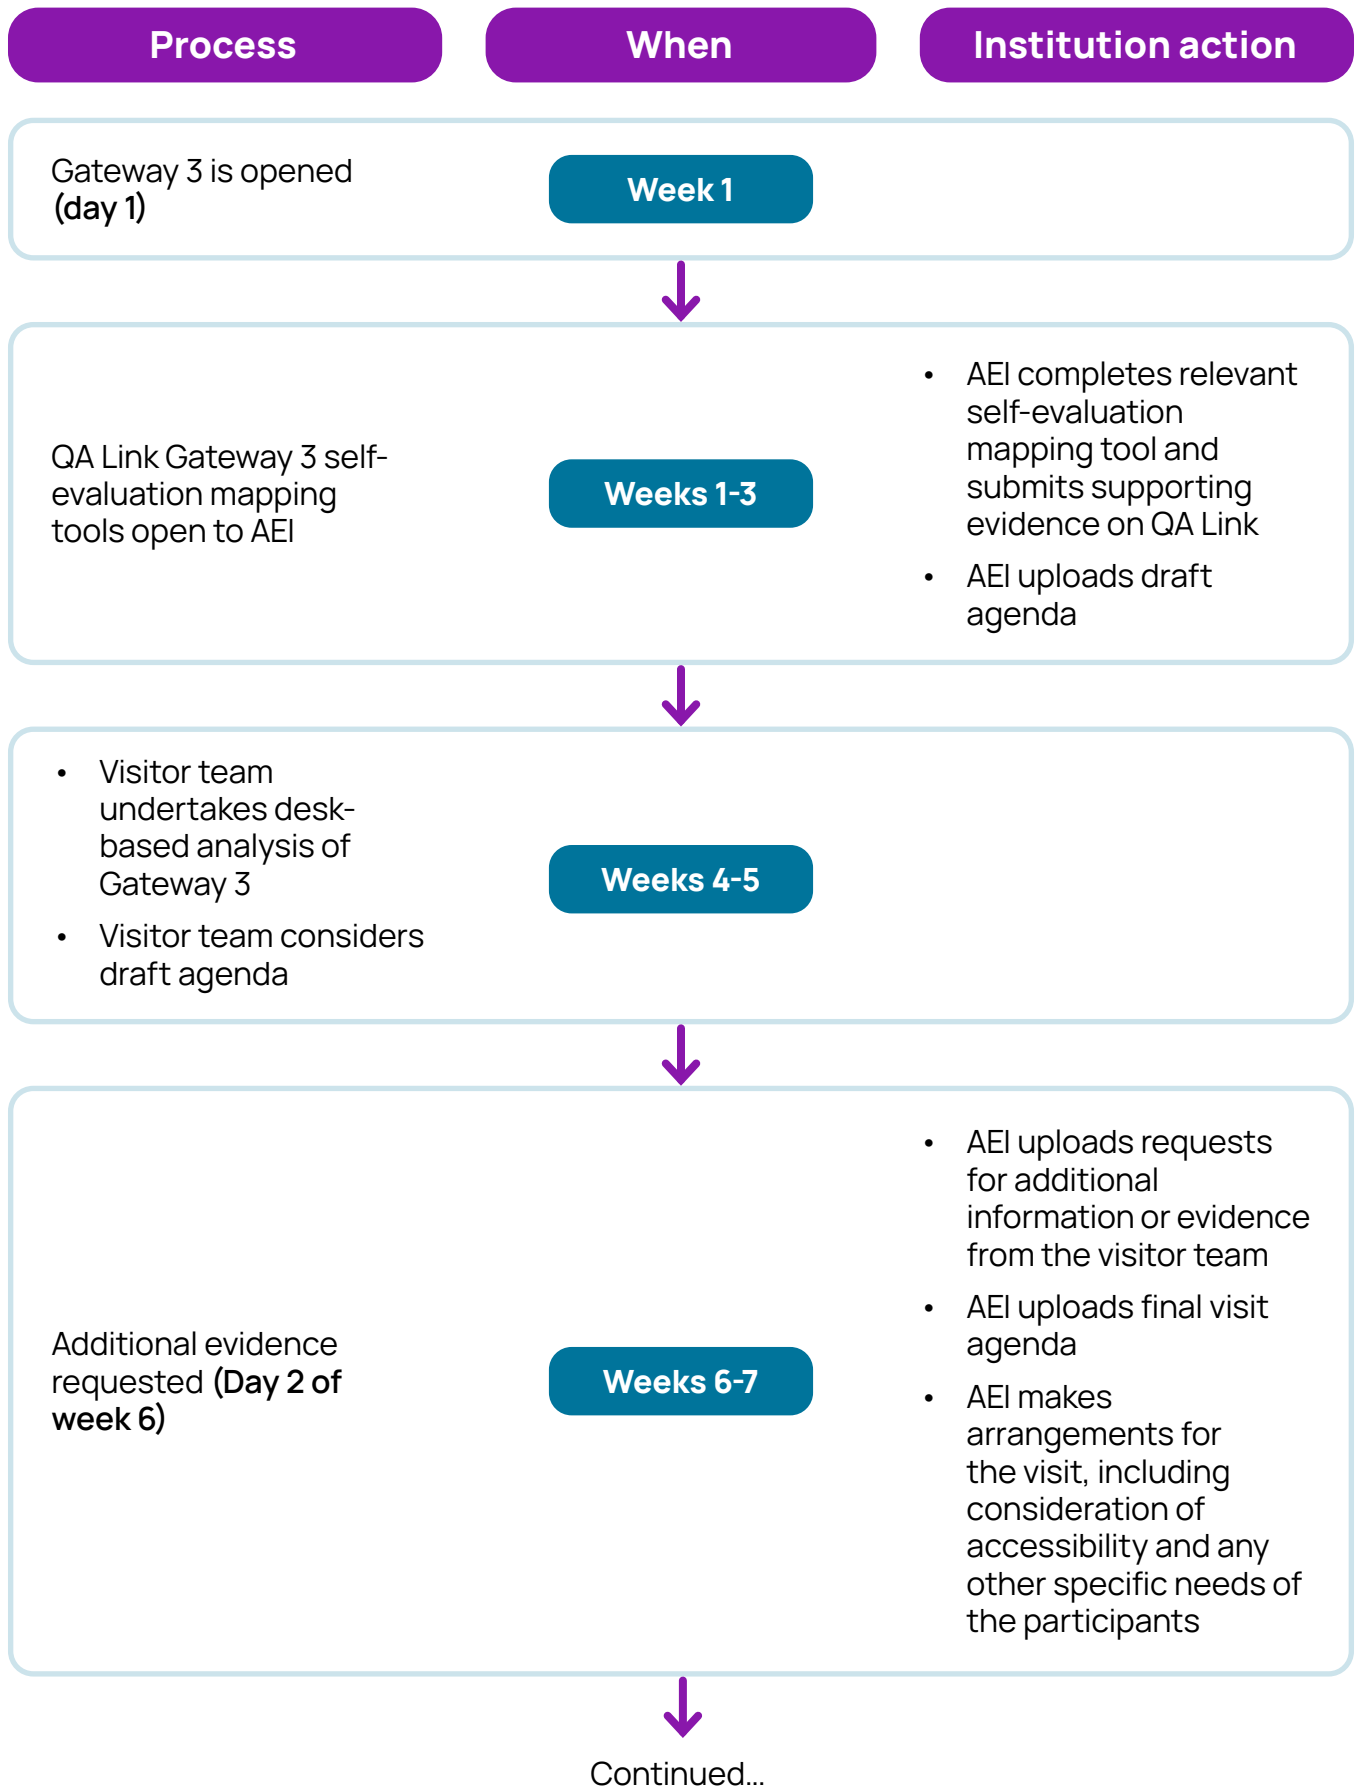 Process
When
Institution action
Gateway 3 is opened
(day 1)
Week 1
QA Link Gateway 3 self-
evaluation mapping
tools open to AEI
Weeks 1-3
• AEI completes relevant
self-evaluation
mapping tool and
submits supporting
evidence on QA Link
• AEI uploads draft
agenda
• Visitor team
undertakes desk-
based analysis of
Gateway 3
• Visitor team considers
draft agenda
Weeks 4-5
Additional evidence
requested (Day 2 of
week 6)
Weeks 6-7
• AEI uploads requests
for additional
information or evidence
from the visitor team
• AEI uploads final visit
agenda
• AEI makes
arrangements for
the visit, including
consideration of
accessibility and any
other specific needs of
the participants
Continued...